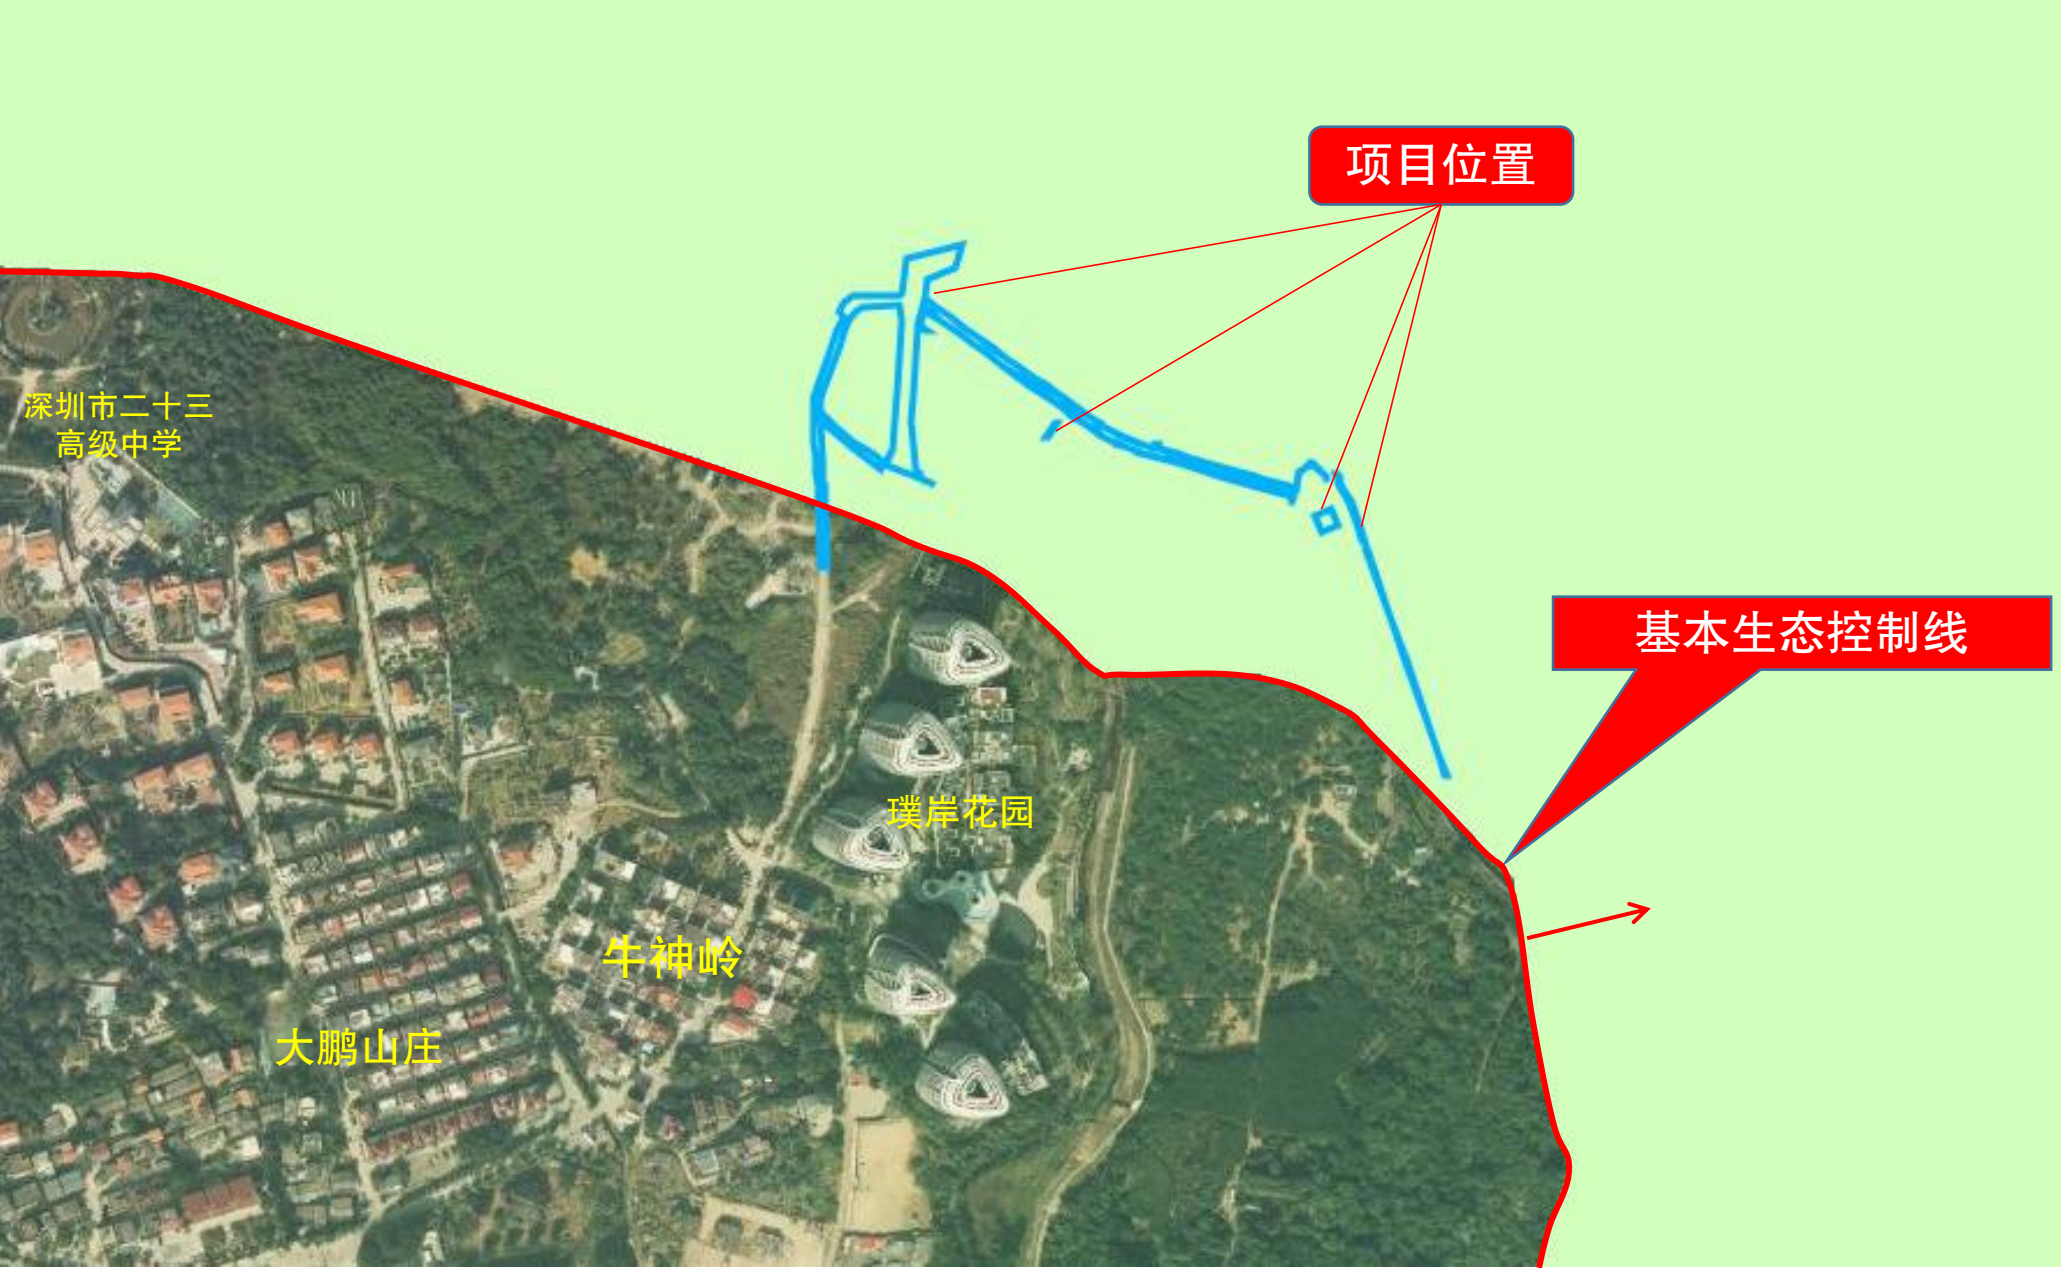 项目位置
深圳市二十三
高级中学
基本生态控制线
璞岸花园
牛神岭
大鹏山庄